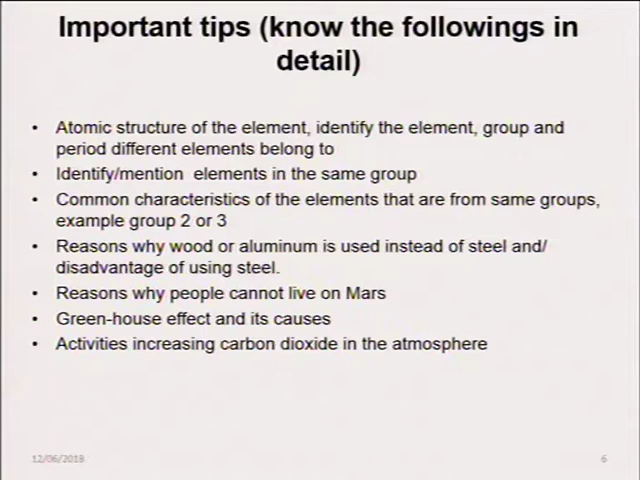 Important tips (know the followings in
detail)
• Atomic structure of the element, identify the element, group and
period different elements belong to
• Identify/mention elements in the same group
• Common characteristics of the elements that are from same groups,
example group 2 or 3
• Reasons why wood or aluminum is used instead of steel and/
disadvantage of using steel.
• Reasons why people cannot live on Mars
• Green-house effect and its causes
• Activities increasing carbon dioxide in the atmosphere
12/06/2018
6